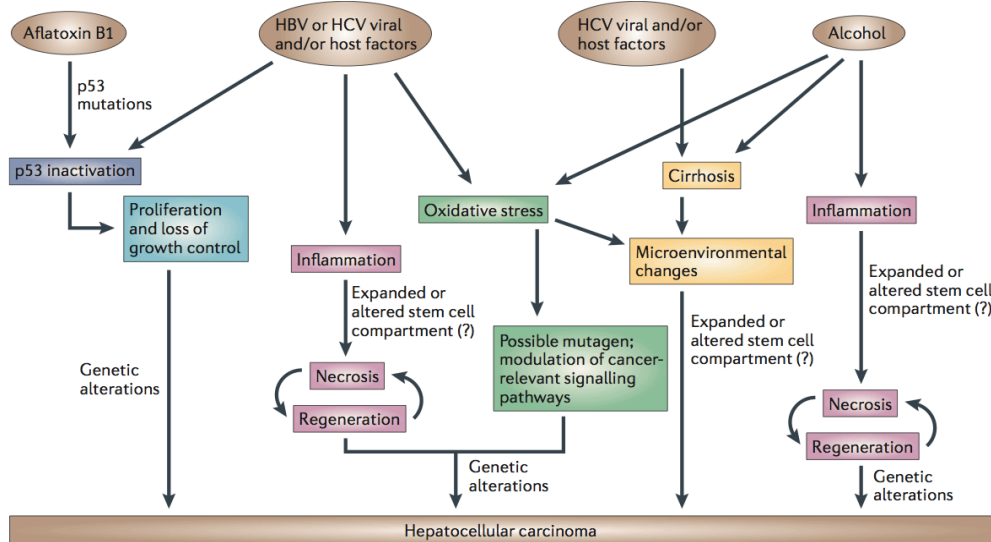 Aflatoxin B1
HBV or HCV viral
and/or host factors
HCV viral and/or
host factors
Alcohol
p53
mutations
p53 inactivation
Cirrhosis
Proliferation
and loss of
growth control
Oxidative stress
Inflammation
Inflammation
Microenvironmental
changes
Expanded or
altered stem cell
compartment (?)
Expanded or
altered stem cell
compartment (?)
Expanded or
altered stem cell
compartment (?)
Possible mutagen;
modulation of cancer-
relevant signalling
pathways
Genetic
alterations
Necrosis
Regeneration
Necrosis
Regeneration
Genetic
alterations
Genetic
alterations
Hepatocellular carcinoma